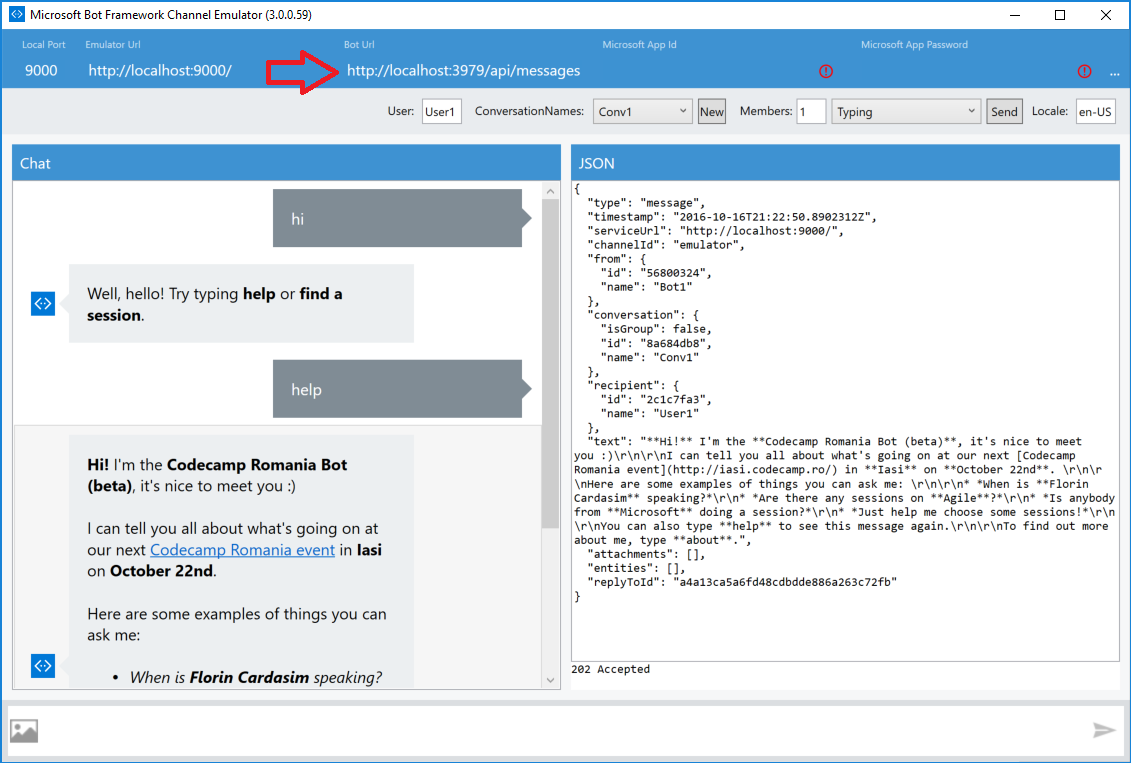 Microsoft Bot Framework Channel Emulator (3.0.0.59)
Local Port Emulator Url Bot Url Microsoft App Id Microsoft App Password
9000 http://localhost:9000/ http://localhost:3979/api/messages ...
User: User1 ConversationNames: Conv1 New Members: 1 Typing Send Locale: en-US
Chat
hi
Well, hello! Try typing help or find a
session.
help
Hi! I'm the Codecamp Romania Bot
(beta), it's nice to meet you :)
I can tell you all about what's going on at
our next Codecamp Romania event in Iasi
on October 22nd.
Here are some examples of things you can
ask me:
• When is Florin Cardasim speaking?
JSON
{
"type": "message",
"timestamp": "2016-10-16T21:22:50.8902312Z",
"serviceUrl": "http://localhost:9000/",
"channelId": "emulator",
"from": {
"id": "56800324",
"name": "Bot1"
},
"conversation": {
"isGroup": false,
"id": "8a684db8",
"name": "Conv1"
},
"recipient": {
"id": "2c1c7fa3",
"name": "User1"
},
"text": "**Hi!** I'm the **Codecamp Romania Bot (beta)**, it's nice to meet
you :)\r\n\r\nI can tell you all about what's going on at our next [Codecamp
Romania event](http://iasi.codecamp.ro/) in **Iasi** on **October 22nd**. \r\n\r
\nHere are some examples of things you can ask me: \r\n\r\n* *When is **Florin
Cardasim** speaking?*\r\n* *Are there any sessions on **Agile**?*\r\n* *Is anybody
from **Microsoft** doing a session?*\r\n* *Just help me choose some sessions!*\r\n
\r\nYou can also type **help** to see this message again.\r\n\r\nTo find out more
about me, type **about**.",
"attachments": [],
"entities": [],
"replyToId": "a4a13ca5a6fd48cdbdde886a263c72fb"
}
202 Accepted